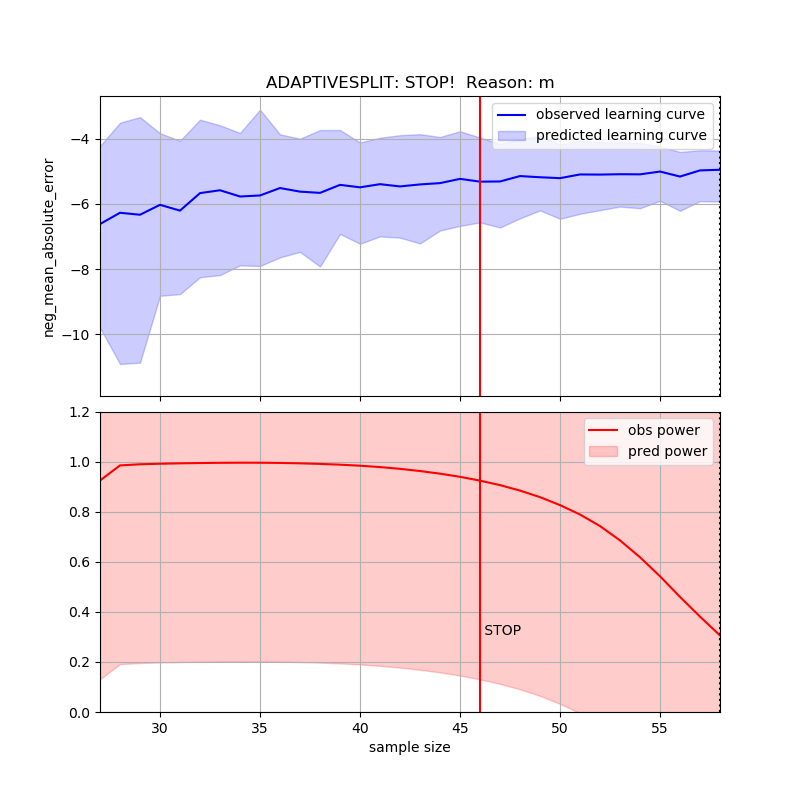 ADAPTIVESPLIT: STOP!  Reason: m
observed learning curve
predicted learning curve
neg_mean_absolute_error
−4
−6
−8
−10
obs power
pred power
1.2
1.0
0.8
0.6
0.4
0.2
0.0
STOP
30 35 40 45 50 55
sample size